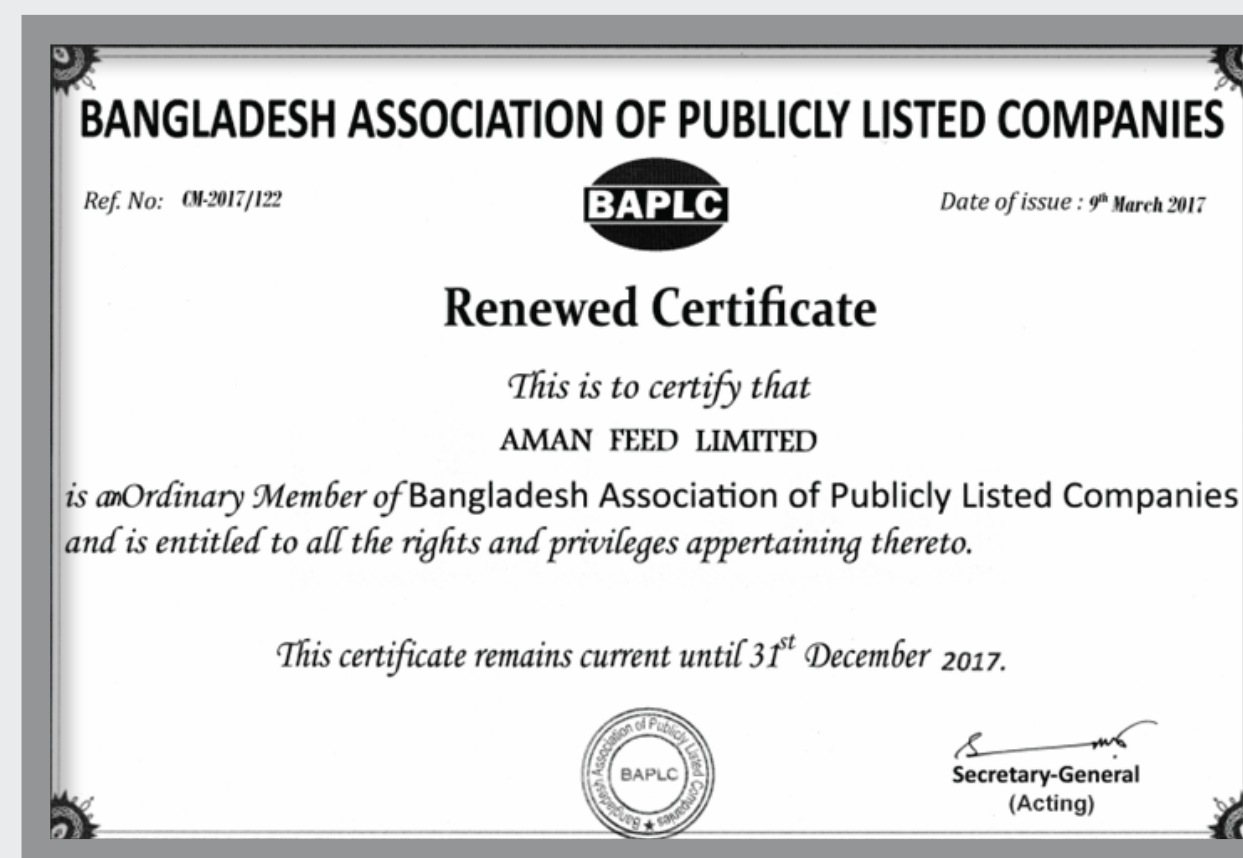 BANGLADESH ASSOCIATION OF PUBLICLY LISTED COMPANIES
Ref. No: CM-2017/122
BAPLC
Date of issue : 9th March 2017
Renewed Certificate
This is to certify that
AMAN FEED LIMITED
is anOrdinary Member of Bangladesh Association of Publicly Listed Companies
and is entitled to all the rights and privileges appertaining thereto.
This certificate remains current until 31st December 2017.
Bangladesh Association of Publicly Listed Companies ★
BAPLC
Secretary-General
(Acting)